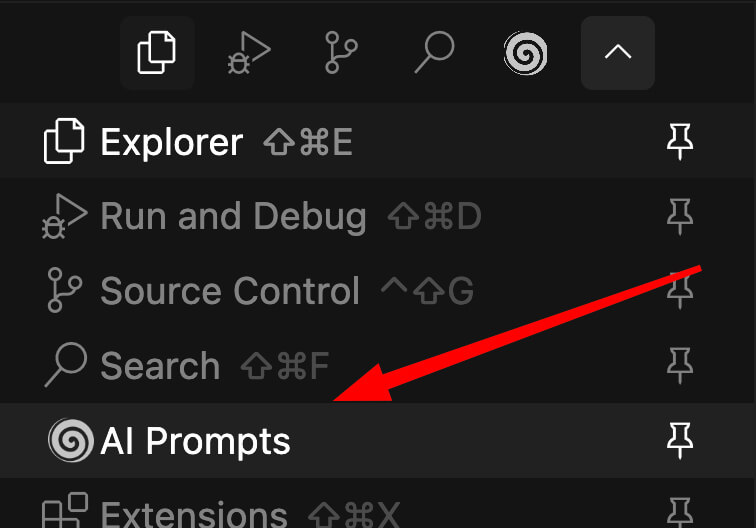 Explorer ⇧⌘E
Run and Debug ⇧⌘D
Source Control ^⇧G
Search ⇧⌘F
AI Prompts
Extensions ⇧⌘X